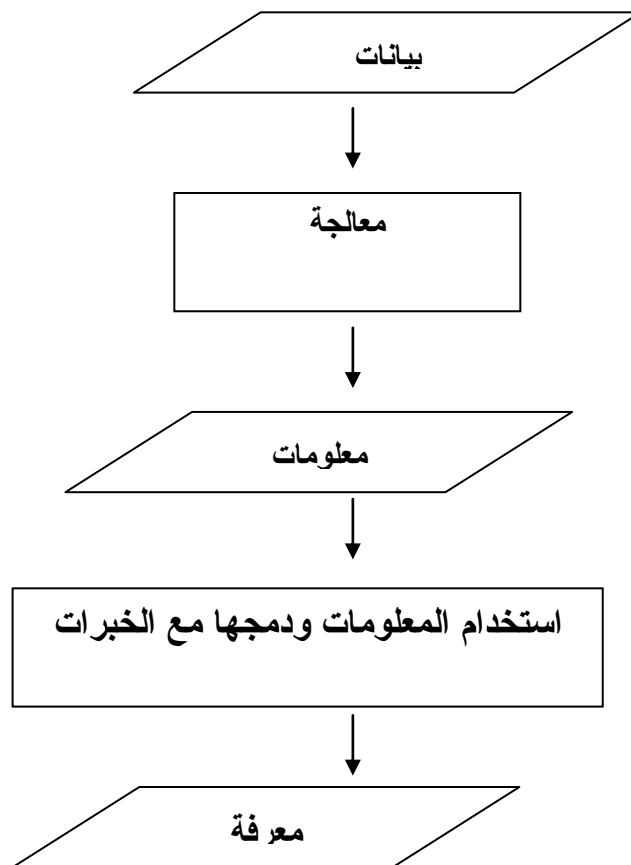 بيانات
معالجة
معلومات
استخدام المعلومات ودمجها مع الخبرات
معرفة